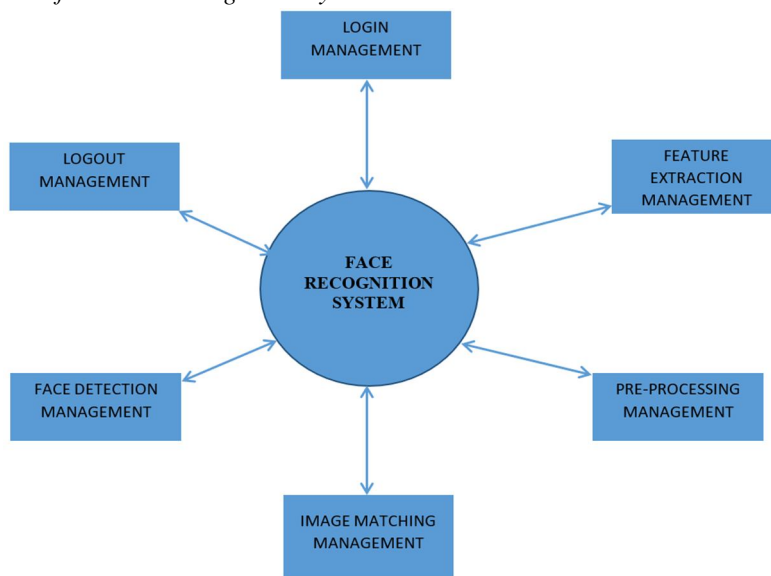 LOGIN
MANAGEMENT
LOGOUT
MANAGEMENT
FEATURE
EXTRACTION
MANAGEMENT
FACE
RECOGNITION
SYSTEM
FACE DETECTION
MANAGEMENT
PRE-PROCESSING
MANAGEMENT
IMAGE MATCHING
MANAGEMENT